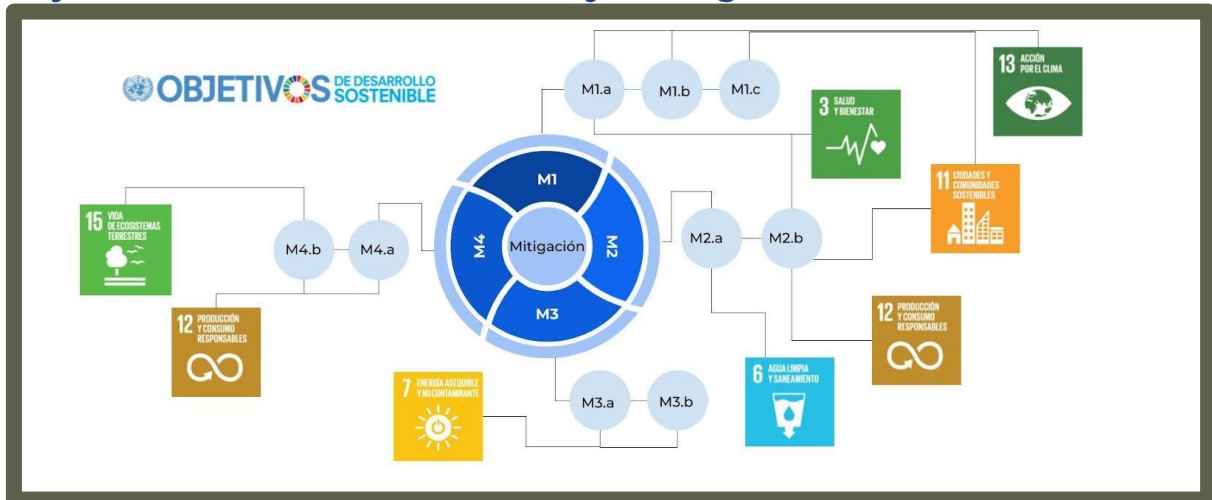 OBJETIVOS DE DESARROLLO
SOSTENIBLE
M1.a
M1.b
M1.c
13 ACCIÓN
POR EL CLIMA
3 SALUD
Y BIENESTAR
M1
11 CIUDADES Y
COMUNIDADES
SOSTENIBLES
15 VIDA
DE ECOSISTEMAS
TERRESTRES
M4.b
M4.a
M4
Mitigación
M2
M2.a
M2.b
12 PRODUCCIÓN
Y CONSUMO
RESPONSABLES
M3
12 PRODUCCIÓN
Y CONSUMO
RESPONSABLES
7 ENERGÍA ASEQUIBLE
Y NO CONTAMINANTE
M3.a
M3.b
6 AGUA LIMPIA
Y SANEAMIENTO